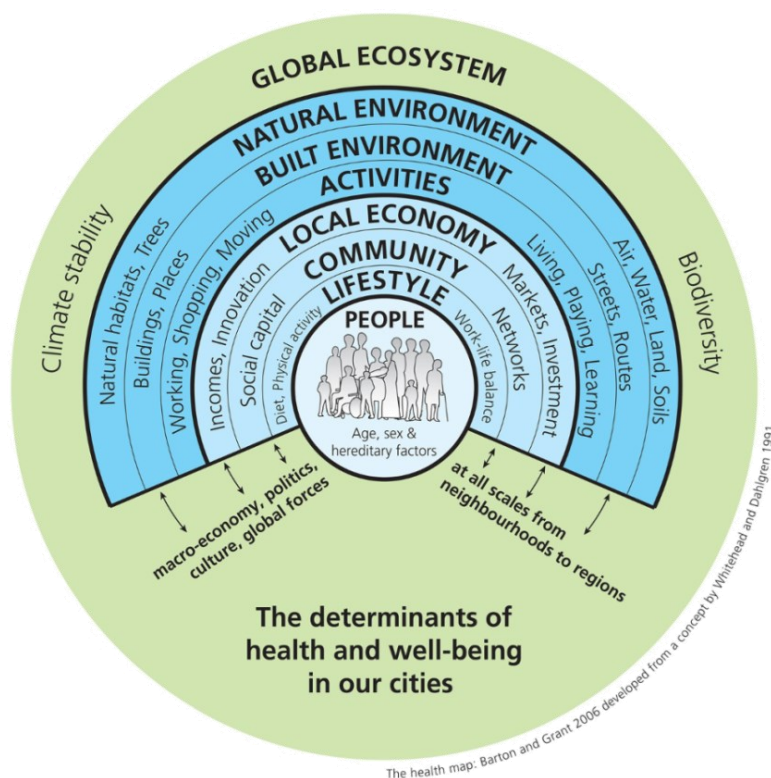 GLOBAL ECOSYSTEM
NATURAL ENVIRONMENT
BUILT ENVIRONMENT
ACTIVITIES
LOCAL ECONOMY
COMMUNITY
LIFESTYLE
PEOPLE
Age, sex &
hereditary factors
Climate stability
Natural habitats, Trees
Buildings, Places
Working, Shopping, Moving
Incomes, Innovation
Social capital
Diet, Physical activity
Work-life balance
Networks
Markets, Investment
Living, Playing, Learning
Streets, Routes
Air, Water, Land, Soils
Biodiversity
macro-economy, politics,
culture, global forces
at all scales from
neighbourhoods to regions
The determinants of
health and well-being
in our cities
The health map: Barton and Grant 2006 developed from a concept by Whitehead and Dahlgren 1991